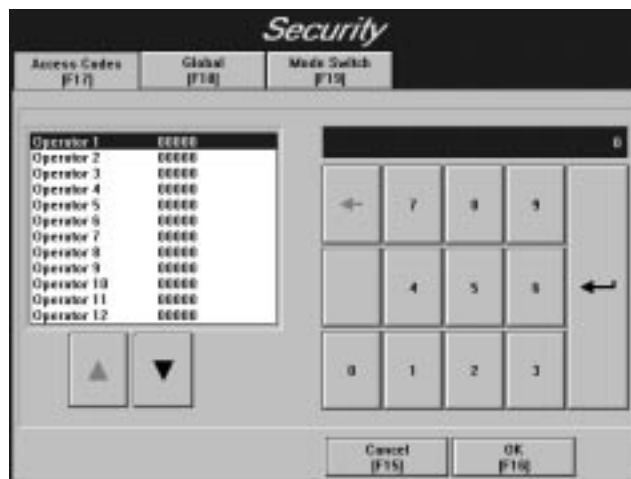 Security
Access Codes Global Mode Switch
[F17] [F18] [F19]
Operator 1 00000
Operator 2 00000
Operator 3 00000
Operator 4 00000
Operator 5 00000
Operator 6 00000
Operator 7 00000
Operator 8 00000
Operator 9 00000
Operator 10 00000
Operator 11 00000
Operator 12 00000
0
7 8 9
4 5 6
0 1 2 3
Cancel OK
[F15] [F16]